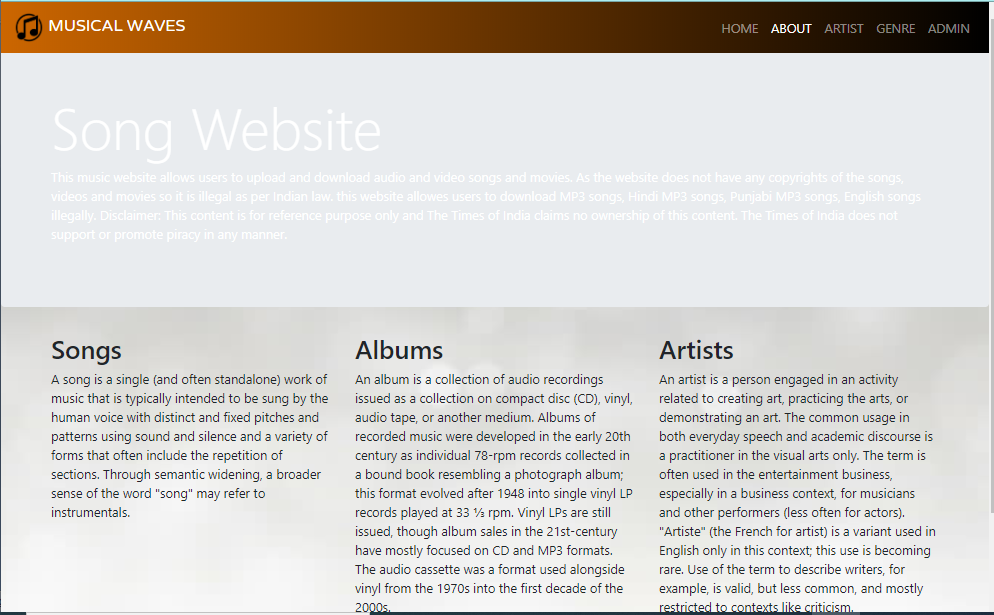 MUSICAL WAVES
HOME ABOUT ARTIST GENRE ADMIN
Song Website
This music website allows users to upload and download audio and video songs and movies. As the website does not have any copyrights of the songs,
videos and movies so it is illegal as per Indian law. this website allowes users to download MP3 songs, Hindi MP3 songs, Punjabi MP3 songs, English songs
illegally. Disclaimer: This content is for reference purpose only and The Times of India claims no ownership of this content. The Times of India does not
support or promote piracy in any manner.
Songs
A song is a single (and often standalone) work of
music that is typically intended to be sung by the
human voice with distinct and fixed pitches and
patterns using sound and silence and a variety of
forms that often include the repetition of
sections. Through semantic widening, a broader
sense of the word "song" may refer to
instrumentals.
Albums
An album is a collection of audio recordings
issued as a collection on compact disc (CD), vinyl,
audio tape, or another medium. Albums of
recorded music were developed in the early 20th
century as individual 78-rpm records collected in
a bound book resembling a photograph album;
this format evolved after 1948 into single vinyl LP
records played at 33 ⅓ rpm. Vinyl LPs are still
issued, though album sales in the 21st-century
have mostly focused on CD and MP3 formats.
The audio cassette was a format used alongside
vinyl from the 1970s into the first decade of the
2000s.
Artists
An artist is a person engaged in an activity
related to creating art, practicing the arts, or
demonstrating an art. The common usage in
both everyday speech and academic discourse is
a practitioner in the visual arts only. The term is
often used in the entertainment business,
especially in a business context, for musicians
and other performers (less often for actors).
"Artiste" (the French for artist) is a variant used in
English only in this context; this use is becoming
rare. Use of the term to describe writers, for
example, is valid, but less common, and mostly
restricted to contexts like criticism.